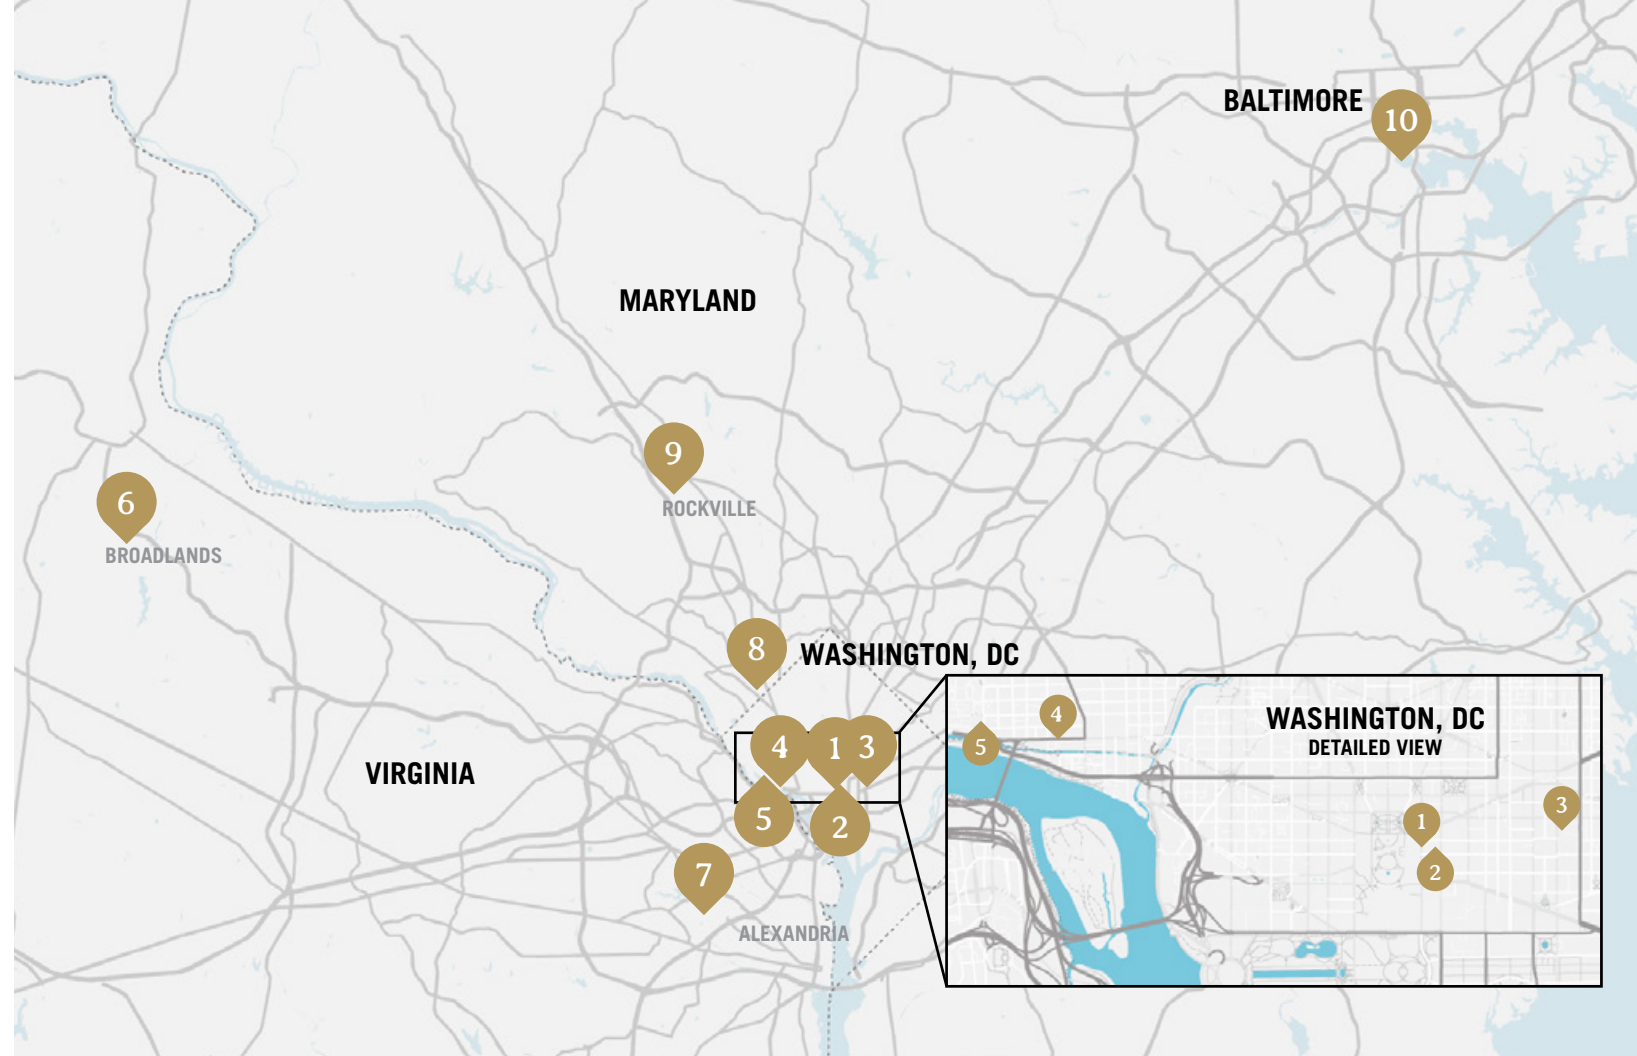 BALTIMORE
10
MARYLAND
9
ROCKVILLE
6
BROADLANDS
8
WASHINGTON, DC
4
1
3
VIRGINIA
5
2
7
ALEXANDRIA
WASHINGTON, DC
DETAILED VIEW
4
5
3
1
2